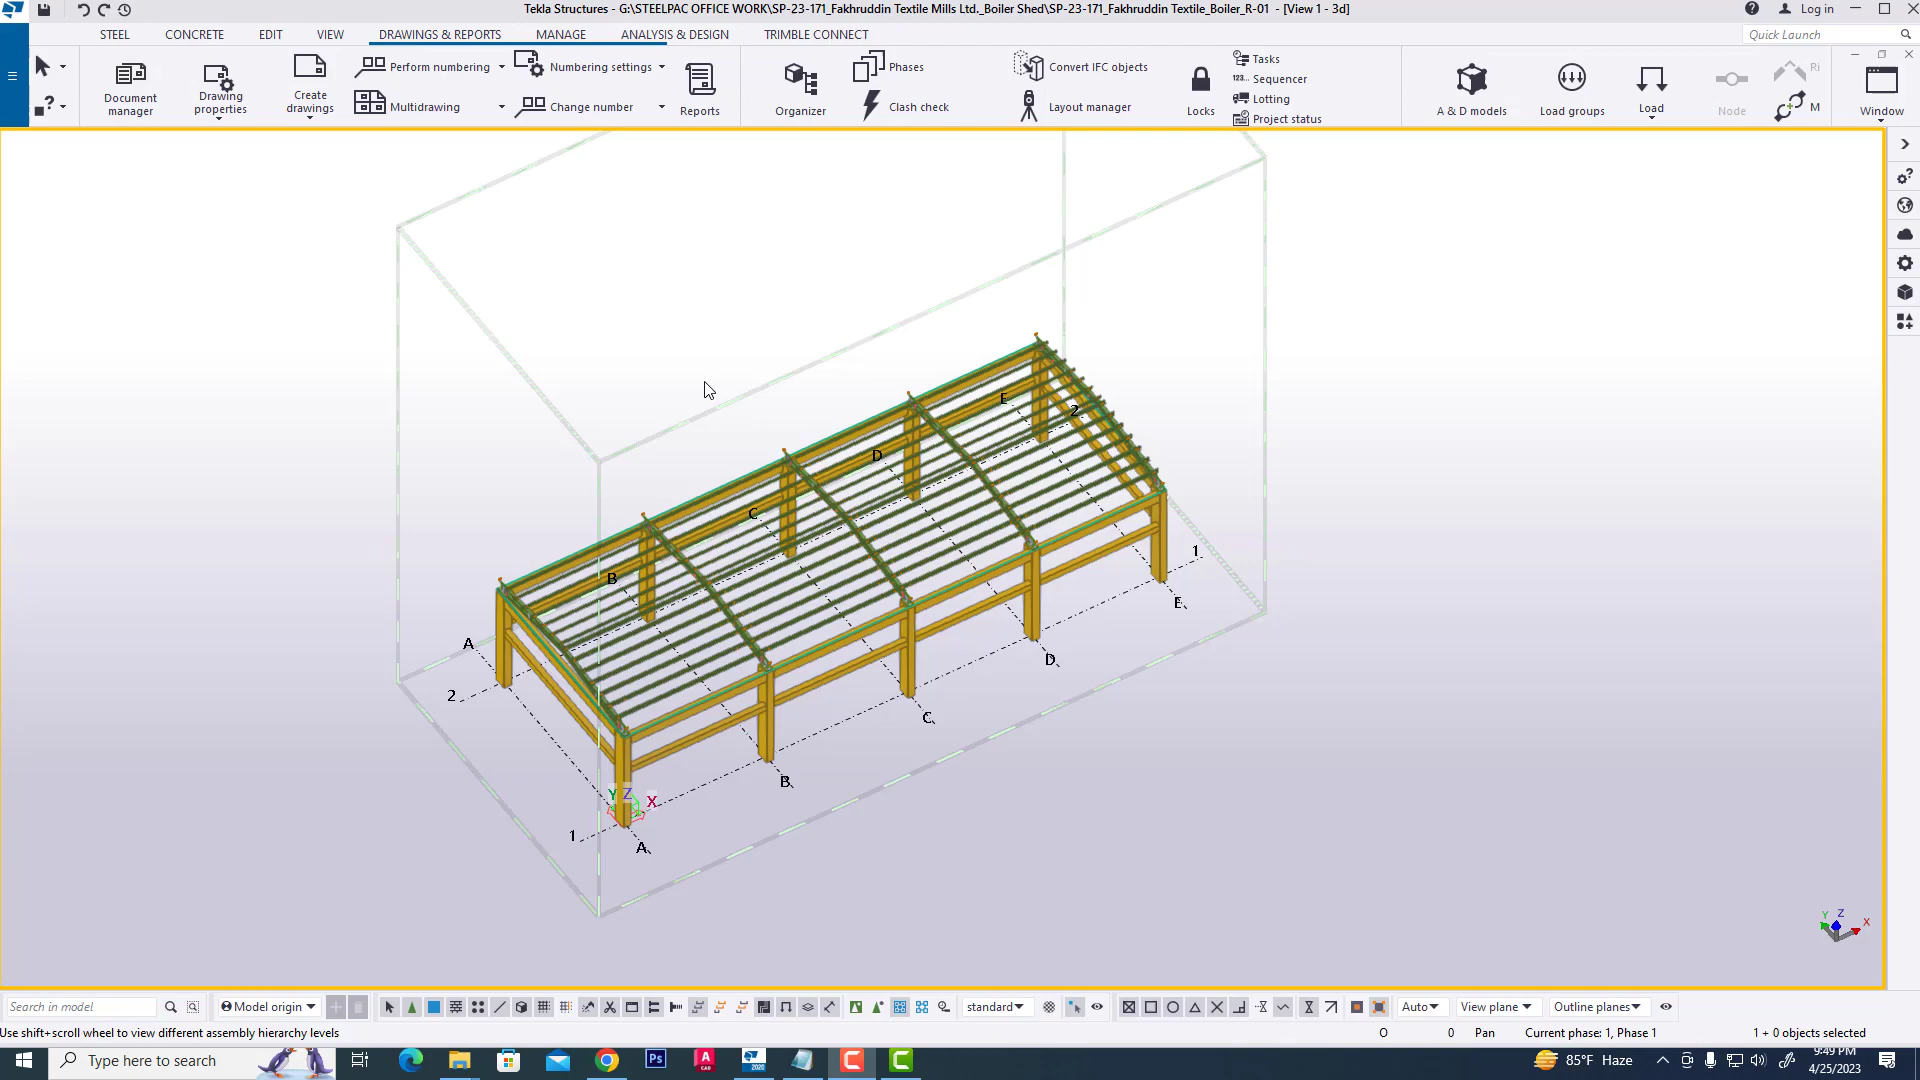 Tekla Structures - G:\STEELPAC OFFICE WORK\SP-23-171_Fakhruddin Textile Mills Ltd._Boiler Shed\SP-23-171_Fakhruddin Textile_Boiler_R-01 - [View 1 - 3d]
Log in
STEEL CONCRETE EDIT VIEW DRAWINGS & REPORTS MANAGE ANALYSIS & DESIGN TRIMBLE CONNECT
Quick Launch
Document manager
Drawing properties
Create drawings
Perform numbering
Multidrawing
Numbering settings
Change number
Reports
Organizer
Phases
Clash check
Convert IFC objects
Layout manager
Locks
Tasks
123... Sequencer
Lotting
Project status
A & D models
Load groups
Load
Node
Ri
M
Window
E
2
D
C
1
B
E
A
D
2
C
B
Y Z X
1
A
Y Z X
Search in model
Model origin
standard
Auto
View plane
Outline planes
Use shift+scroll wheel to view different assembly hierarchy levels
O 0 Pan Current phase: 1, Phase 1 1 + 0 objects selected
Type here to search
Ps
A
CAD
2020
C
C
85°F Haze
9:49 PM
4/25/2023